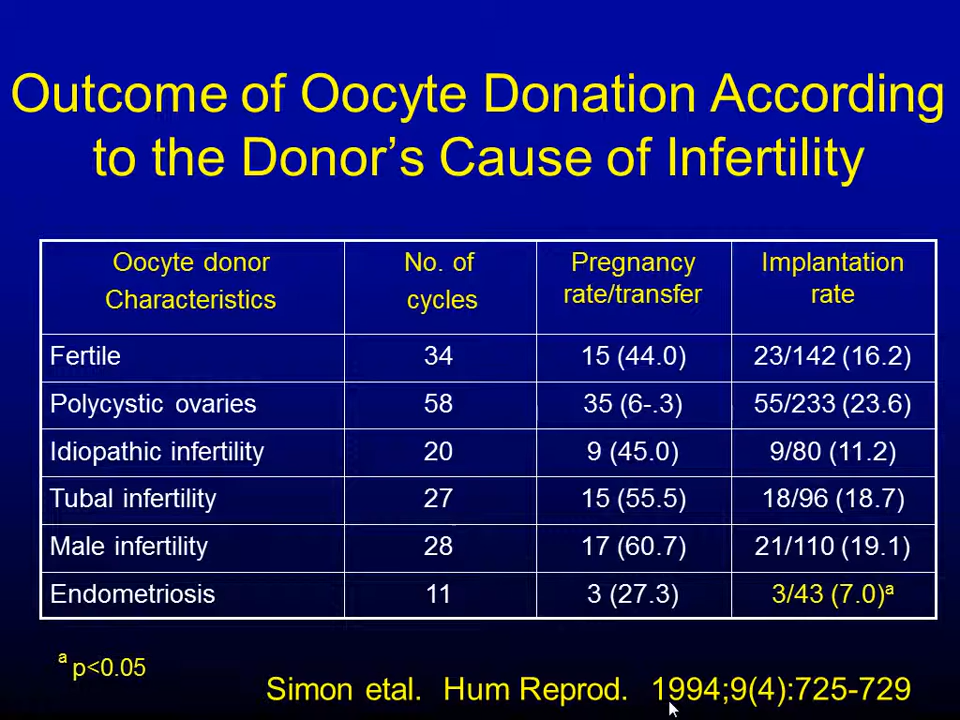 Outcome of Oocyte Donation According
to the Donor’s Cause of Infertility
Oocyte donor Characteristics No. of cycles Pregnancy rate/transfer Implantation rate
Fertile 34 15 (44.0) 23/142 (16.2)
Polycystic ovaries 58 35 (6-.3) 55/233 (23.6)
Idiopathic infertility 20 9 (45.0) 9/80 (11.2)
Tubal infertility 27 15 (55.5) 18/96 (18.7)
Male infertility 28 17 (60.7) 21/110 (19.1)
Endometriosis 11 3 (27.3) 3/43 (7.0)a
a p<0.05
Simon etal. Hum Reprod. 1994;9(4):725-729